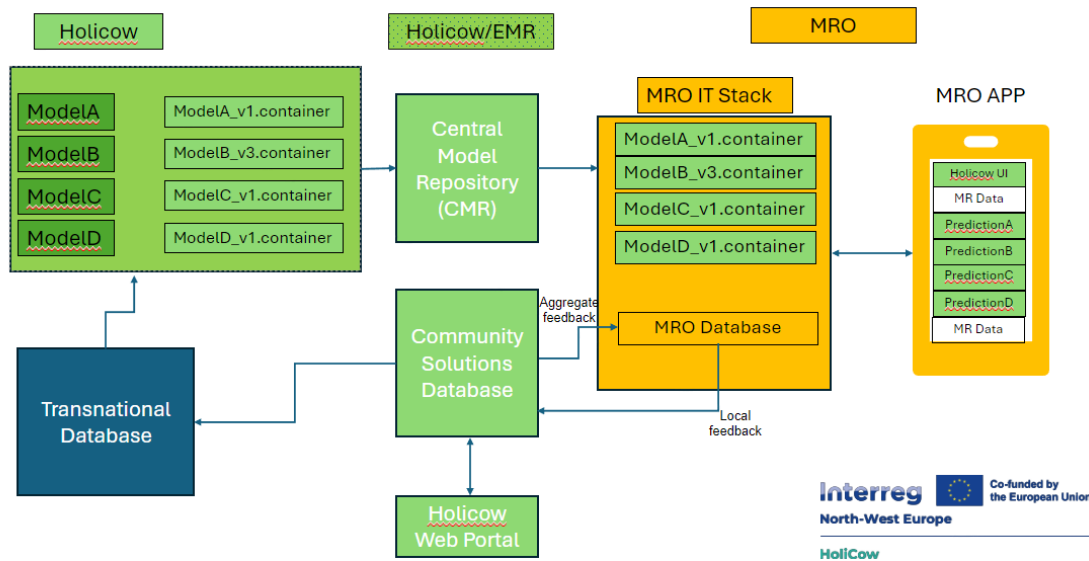 Holicow
Holicow/EMR
MRO
ModelA
ModelB
ModelC
ModelD
ModelA_v1.container
ModelB_v3.container
ModelC_v1.container
ModelD_v1.container
Central
Model
Repository
(CMR)
MRO IT Stack
ModelA_v1.container
ModelB_v3.container
ModelC_v1.container
ModelD_v1.container
MRO Database
MRO APP
Holicow UI
MR Data
PredictionA
PredictionB
PredictionC
PredictionD
MR Data
Aggregate
feedback
Community
Solutions
Database
Local
feedback
Transnational
Database
Holicow
Web Portal
Interreg
Co-funded by
the European Union
North-West Europe
HoliCow